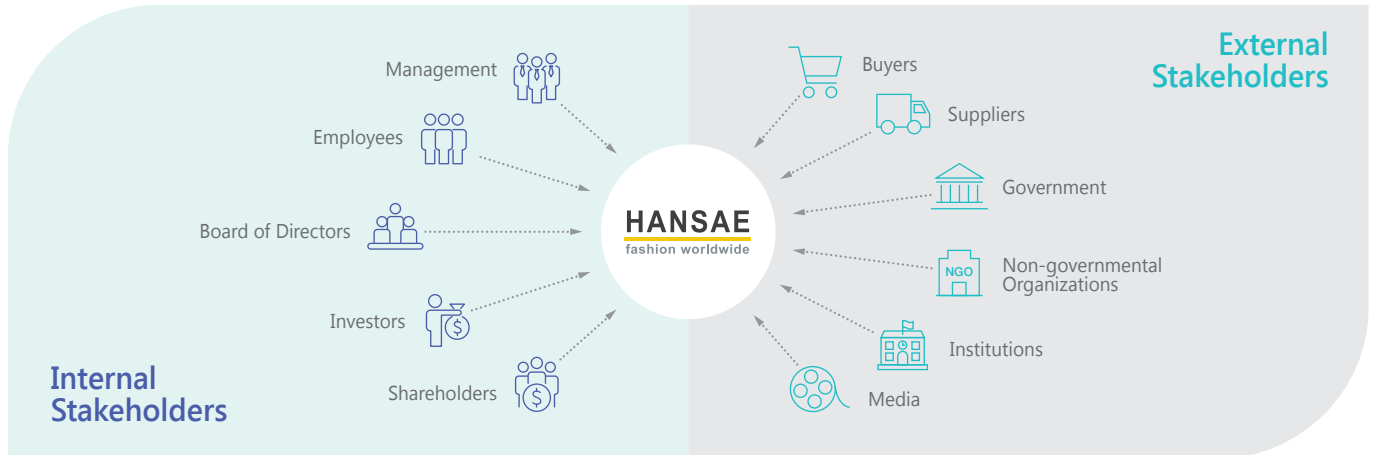 Management
Employees
Board of Directors
Investors
Shareholders
Internal
Stakeholders
HANSAE
fashion worldwide
External
Stakeholders
Buyers
Suppliers
Government
NGO
Non-governmental
Organizations
Institutions
Media
$
$